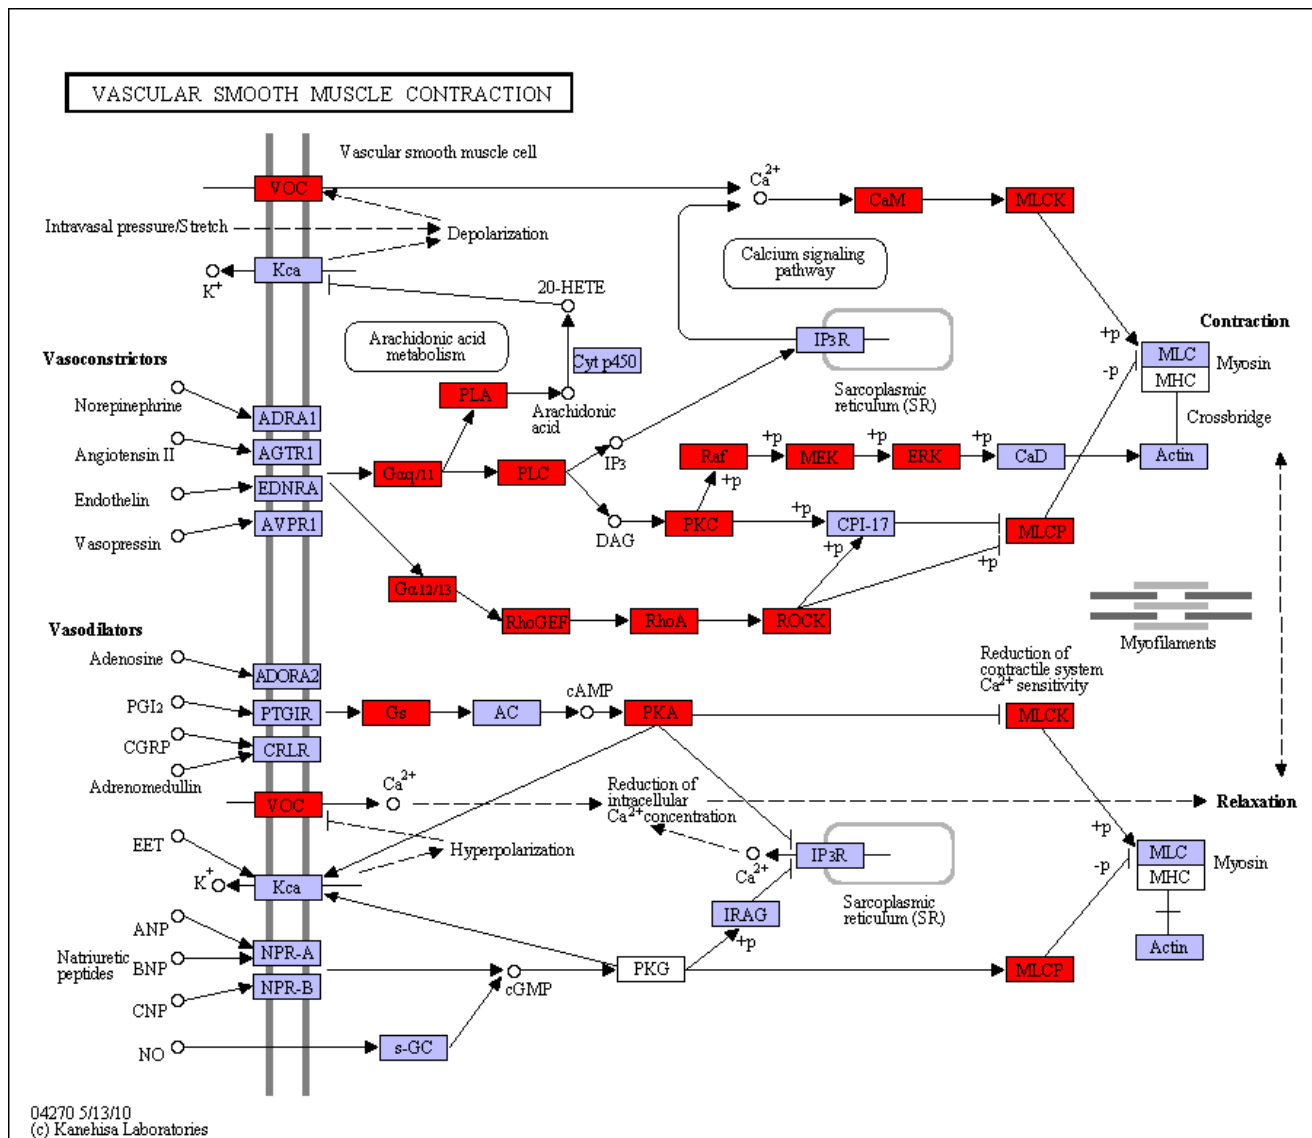 VASCULAR SMOOTH MUSCLE CONTRACTION
Vascular smooth muscle cell
VOC
Ca2+
CaM
MLCK
Intravasal pressure/Stretch
Depolarization
Kca
K+
Calcium signaling
pathway
20-HETE
Arachidonic acid
metabolism
Cyt p450
IP3R
Sarcoplasmic
reticulum (SR)
Contraction
+p
-p
MLC
MHC
Myosin
Crossbridge
Vasoconstrictors
Norepinephrine
Angiotensin II
Endothelin
Vasopressin
ADRA1
AGTR1
EDNRA
AVPR1
PLA
Arachidonic
acid
Gαq/11
PLC
IP3
DAG
Raf
+p
MEK
+p
ERK
+p
CaD
Actin
+p
PKC
+p
CPI-17
+p
MLCP
+p
Gα12/13
RhoGEF
RhoA
ROCK
Myofilaments
Vasodilators
Adenosine
PGI2
CGRP
Adrenomedullin
ADORA2
PTGIR
CRLR
Gs
AC
cAMP
PKA
Reduction of
contractile system
Ca2+ sensitivity
MLCK
VOC
Ca2+
Reduction of
intracellular
Ca2+ concentration
Relaxation
EET
Hyperpolarization
K+
Kca
Ca2+
IP3R
Sarcoplasmic
reticulum (SR)
+p
-p
MLC
MHC
Myosin
Actin
ANP
Natriuretic
peptides
BNP
CNP
NPR-A
NPR-B
IRAG
+p
cGMP
PKG
MLCP
NO
s-GC
04270 5/13/10
(c) Kanehisa Laboratories